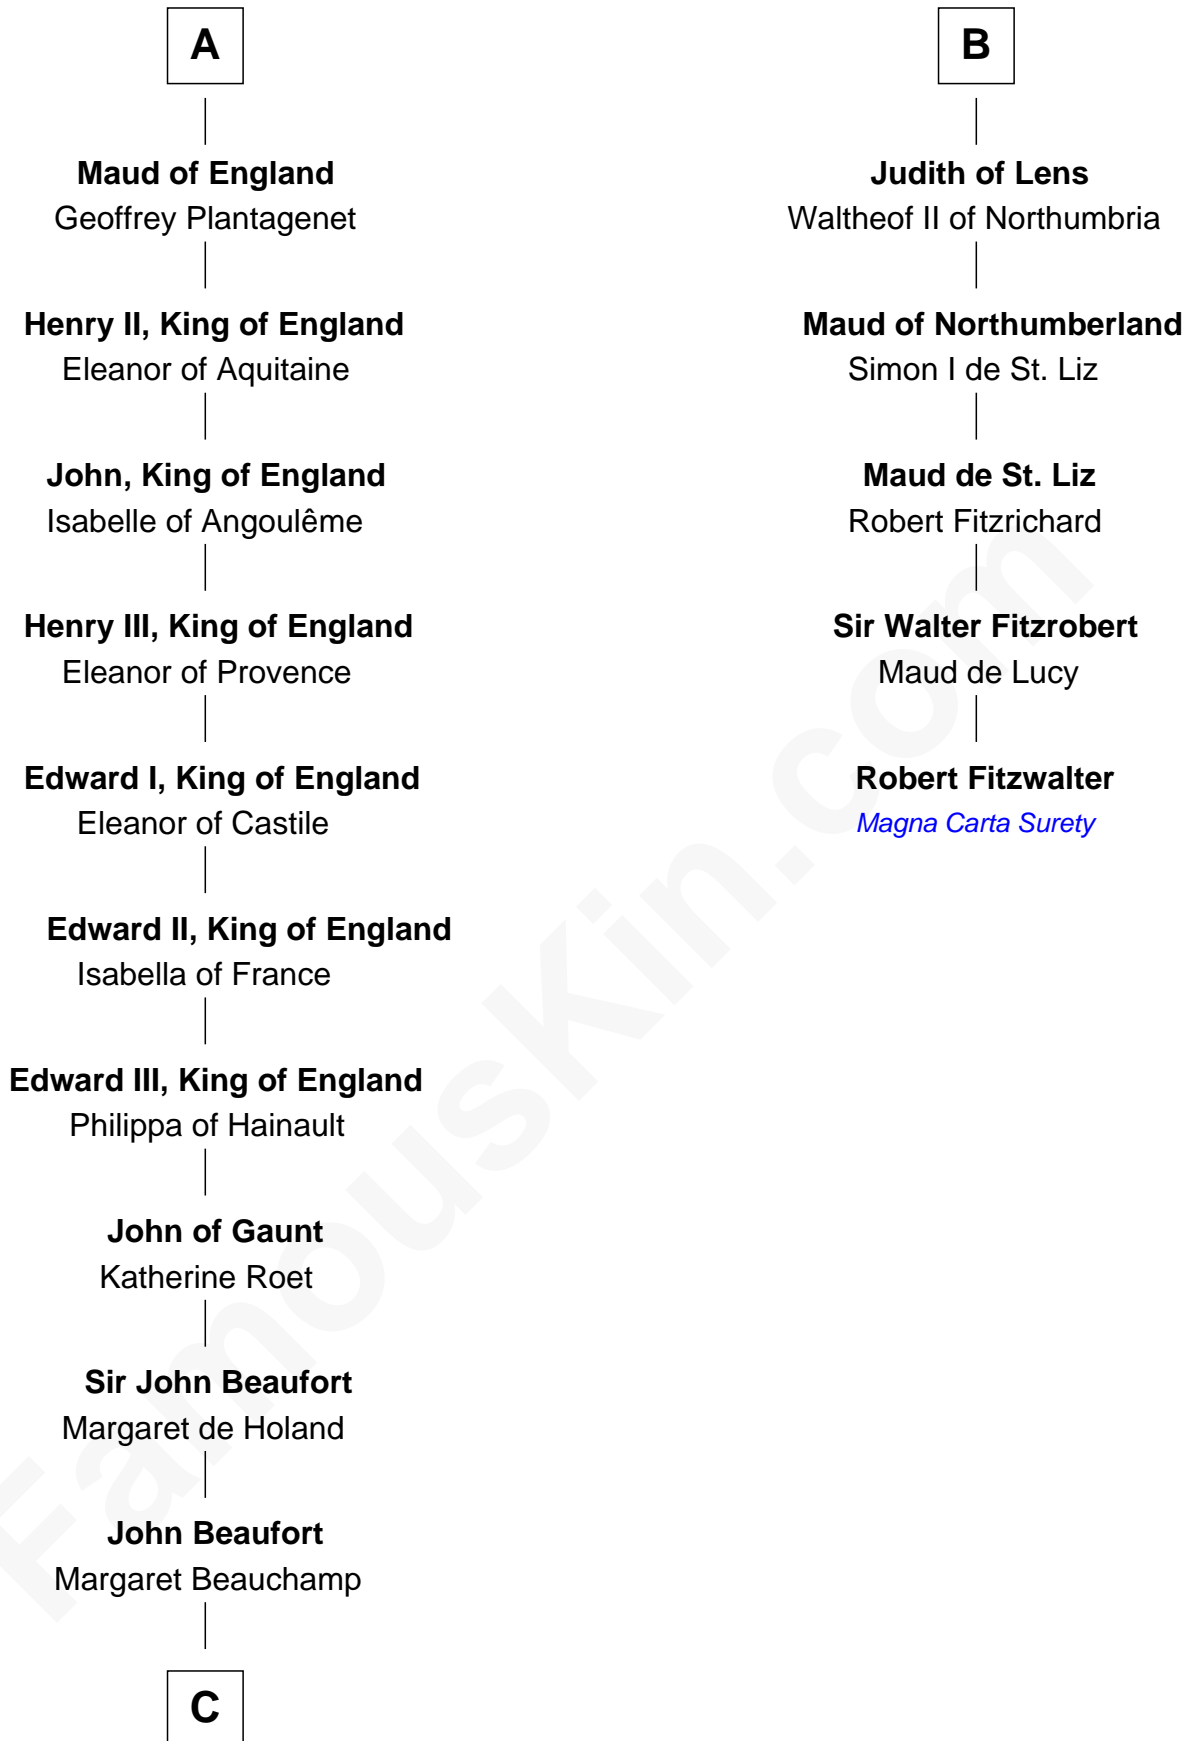 A
Maud of England
Geoffrey Plantagenet
Henry II, King of England
Eleanor of Aquitaine
John, King of England
Isabelle of Angoulême
Henry III, King of England
Eleanor of Provence
Edward I, King of England
Eleanor of Castile
Edward II, King of England
Isabella of France
Edward III, King of England
Philippa of Hainault
John of Gaunt
Katherine Roet
Sir John Beaufort
Margaret de Holand
John Beaufort
Margaret Beauchamp
C
B
Judith of Lens
Waltheof II of Northumbria
Maud of Northumberland
Simon I de St. Liz
Maud de St. Liz
Robert Fitzrichard
Sir Walter Fitzrobert
Maud de Lucy
Robert Fitzwalter
Magna Carta Surety
FamousKin.com